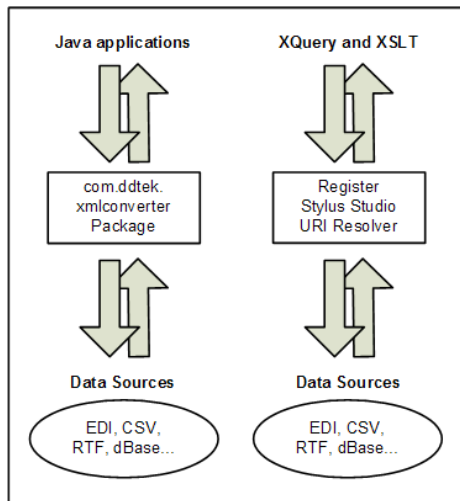 Java applications
com.ddtek.
xmlconverter
Package
Data Sources
EDI, CSV,
RTF, dBase...
XQuery and XSLT
Register
Stylus Studio
URI Resolver
Data Sources
EDI, CSV,
RTF, dBase...